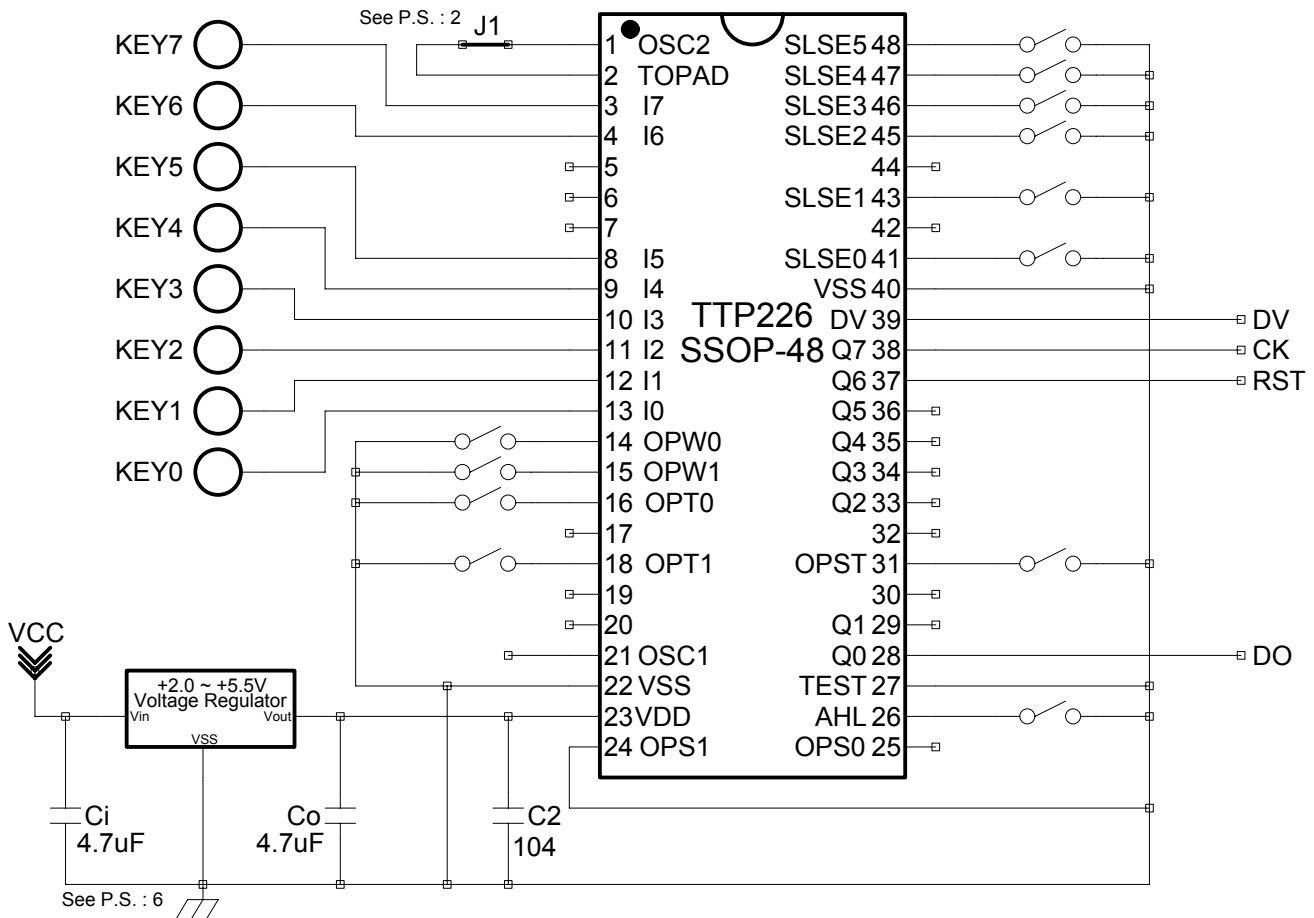 See P.S. : 2
J1
KEY7
KEY6
KEY5
KEY4
KEY3
KEY2
KEY1
KEY0
1 OSC2 SLSE5 48
2 TOPAD SLSE4 47
3 I7 SLSE3 46
4 I6 SLSE2 45
5 44
6 SLSE1 43
7 42
8 I5 SLSE0 41
9 I4 VSS 40
10 I3 DV 39
11 I2 Q7 38
12 I1 Q6 37
13 I0 Q5 36
14 OPW0 Q4 35
15 OPW1 Q3 34
16 OPT0 Q2 33
17 32
18 OPT1 OPST 31
19 30
20 Q1 29
21 OSC1 Q0 28
22 VSS TEST 27
23 VDD AHL 26
24 OPS1 OPS0 25
TTP226
SSOP-48
DV
CK
RST
DO
VCC
+2.0 ~ +5.5V
Voltage Regulator
Vin Vout
VSS
Ci
4.7uF
Co
4.7uF
C2
104
See P.S. : 6